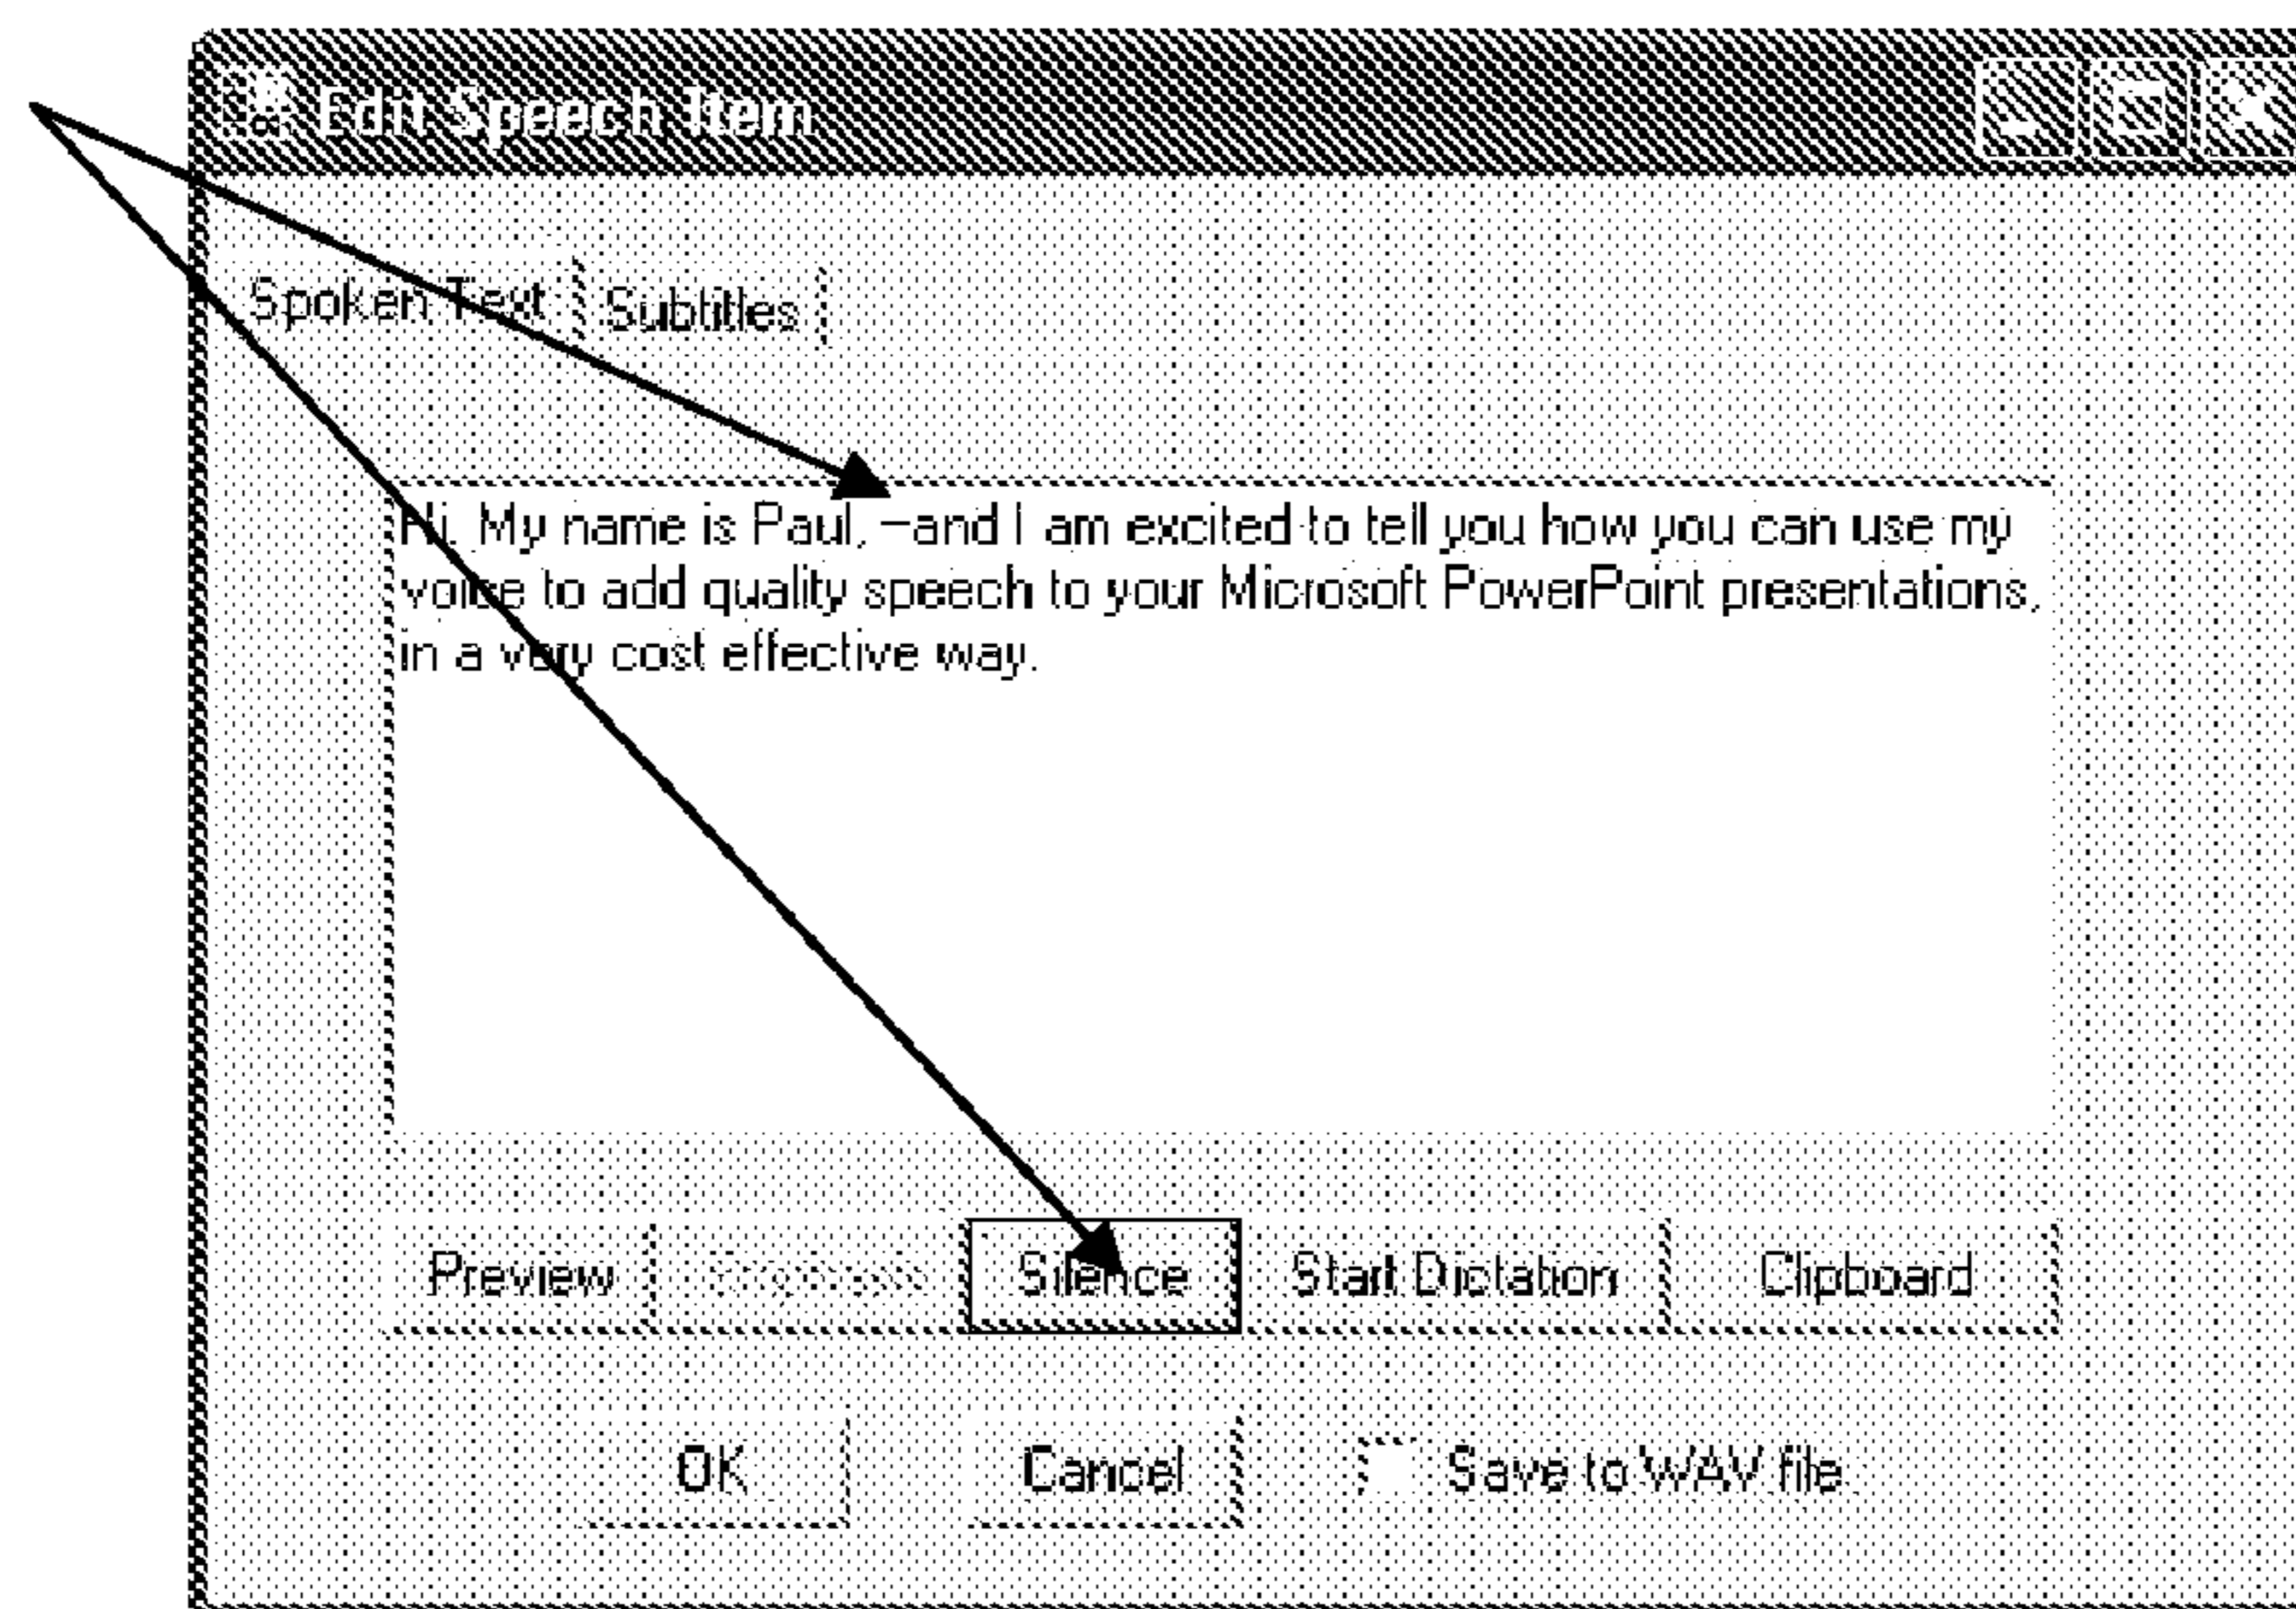 Edit Speech Item
Spoken Text Subtitles
Hi. My name is Paul, –and I am excited to tell you how you can use my
voice to add quality speech to your Microsoft PowerPoint presentations,
in a very cost effective way.
Preview Silence Start Dictation Clipboard
OK Cancel Save to WAV file